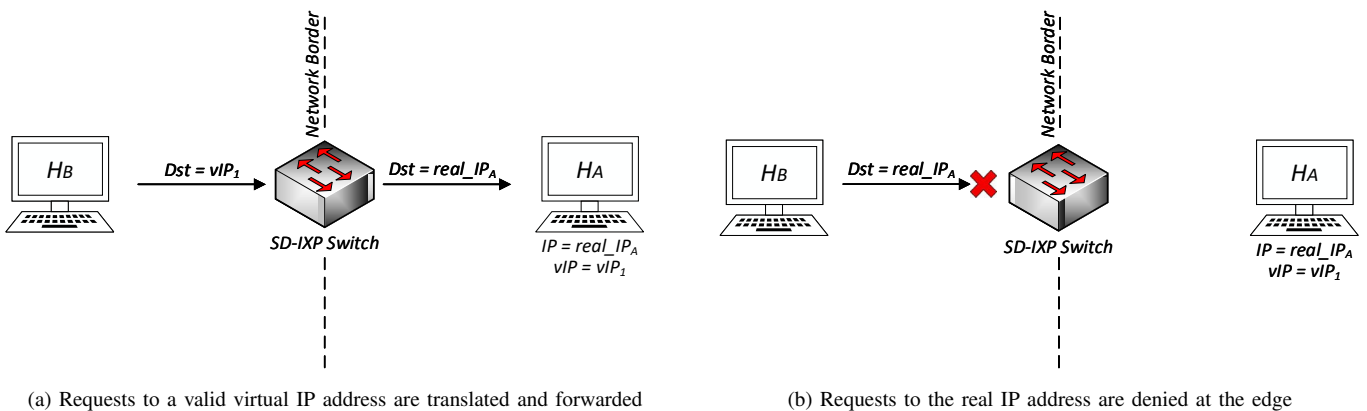 Network Border
HB
Dst = vIP1
Dst = real_IPA
HA
SD-IXP Switch
IP = real_IPA
vIP = vIP1
(a) Requests to a valid virtual IP address are translated and forwarded
Network Border
HB
Dst = real_IPA
HA
SD-IXP Switch
IP = real_IPA
vIP = vIP1
(b) Requests to the real IP address are denied at the edge